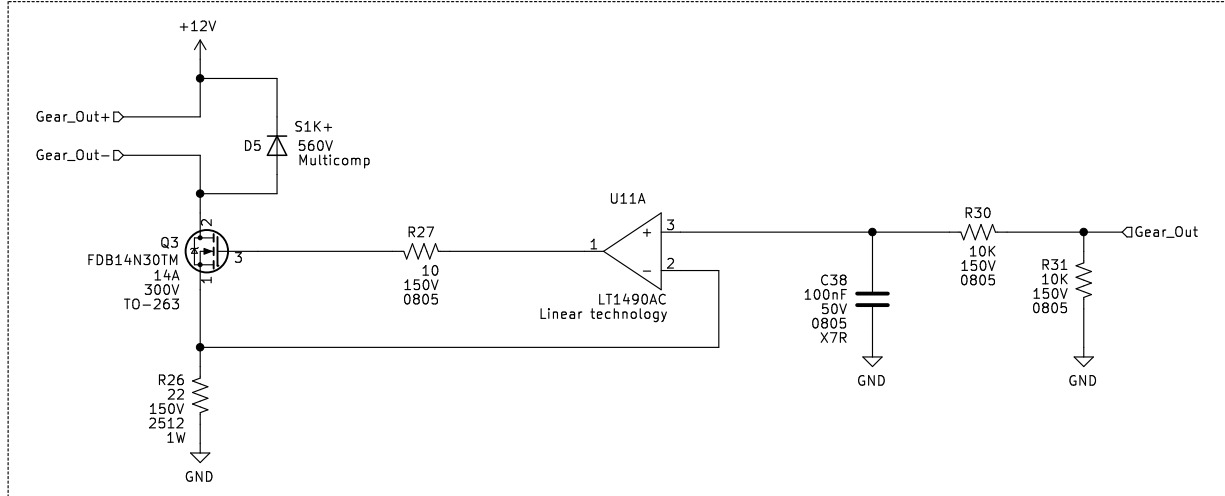 +12V
Gear_Out+
S1K+
D5
560V
Multicomp
Gear_Out-
U11A
Q3
FDB14N30TM
14A
300V
TO-263
2
3
1
R27
10
150V
0805
1
+
3
-
2
LT1490AC
Linear technology
C38
100nF
50V
0805
X7R
GND
R30
10K
150V
0805
Gear_Out
R31
10K
150V
0805
GND
R26
22
150V
2512
1W
GND